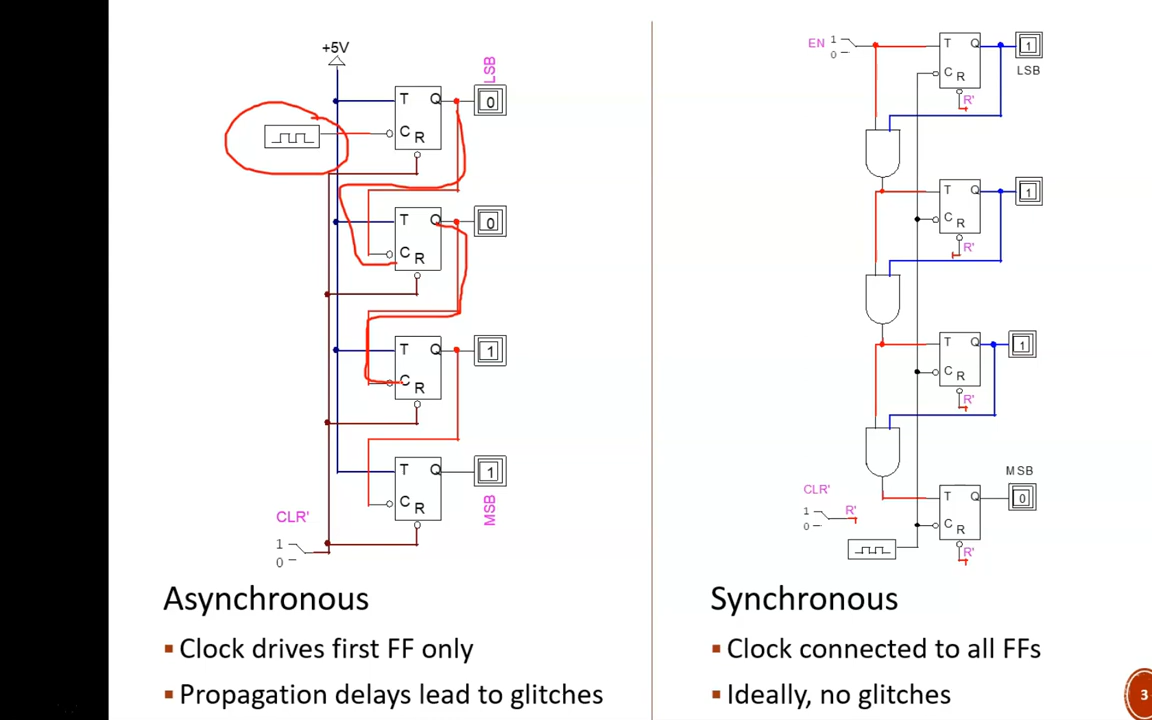 +5V
LSB
T Q
C R
0
T Q
C R
0
T Q
C R
1
T Q
C R
1
MSB
CLR'
1
0
Asynchronous
▪ Clock drives first FF only
▪ Propagation delays lead to glitches
EN 1
0
T Q
C R
1
LSB
R'
T Q
C R
1
R'
T Q
C R
1
R'
MSB
T Q
C R
0
R'
CLR'
1 R'
0
Synchronous
▪ Clock connected to all FFs
▪ Ideally, no glitches
3